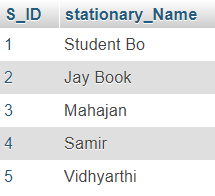 S_ID stationary_Name
1 Student Bo
2 Jay Book
3 Mahajan
4 Samir
5 Vidhyarthi